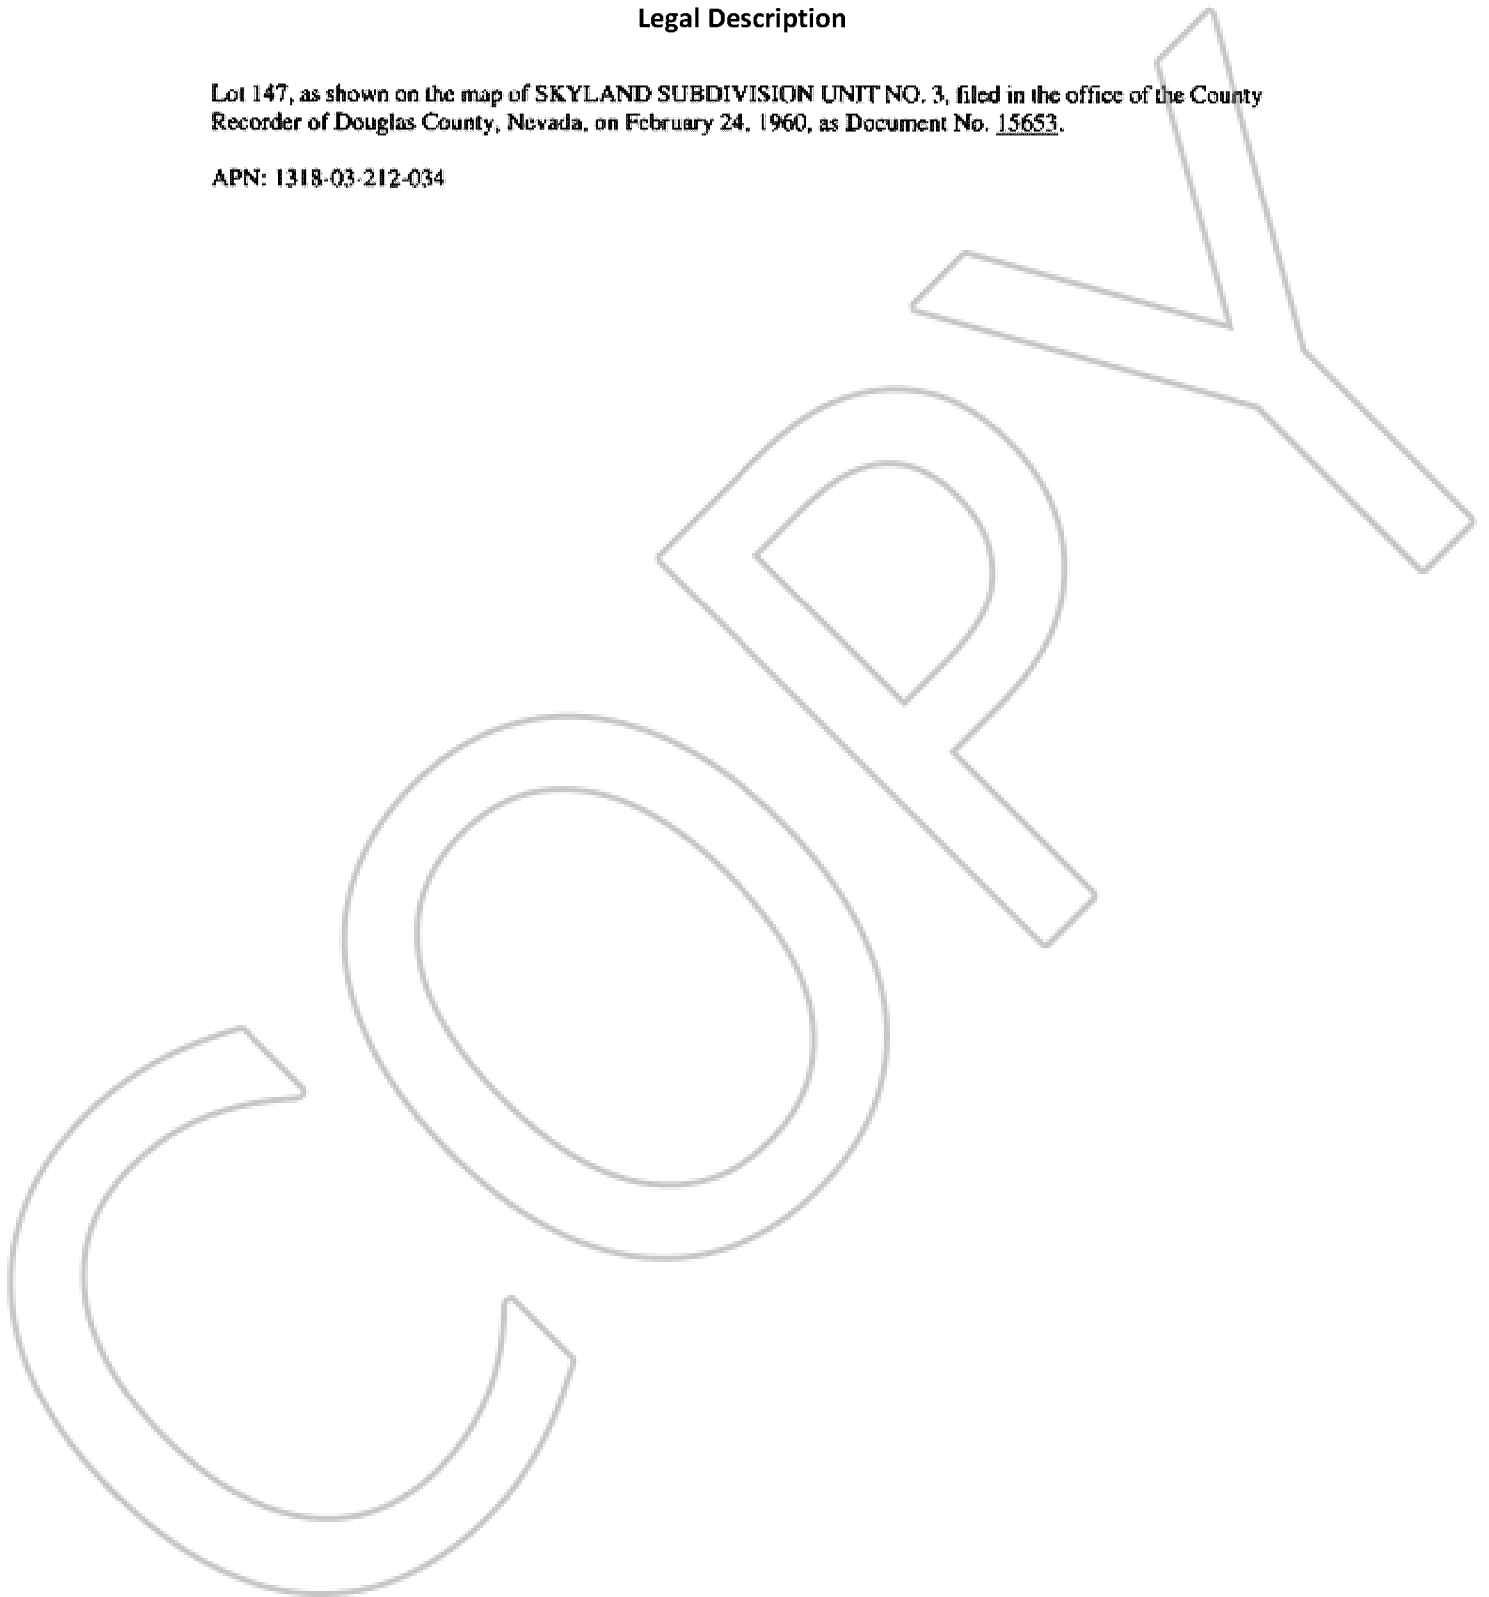 Legal Description
Lot 147, as shown on the map of SKYLAND SUBDIVISION UNIT NO. 3, filed in the office of the County
Recorder of Douglas County, Nevada, on February 24, 1960, as Document No. 15653.
APN: 1318-03-212-034
COPY